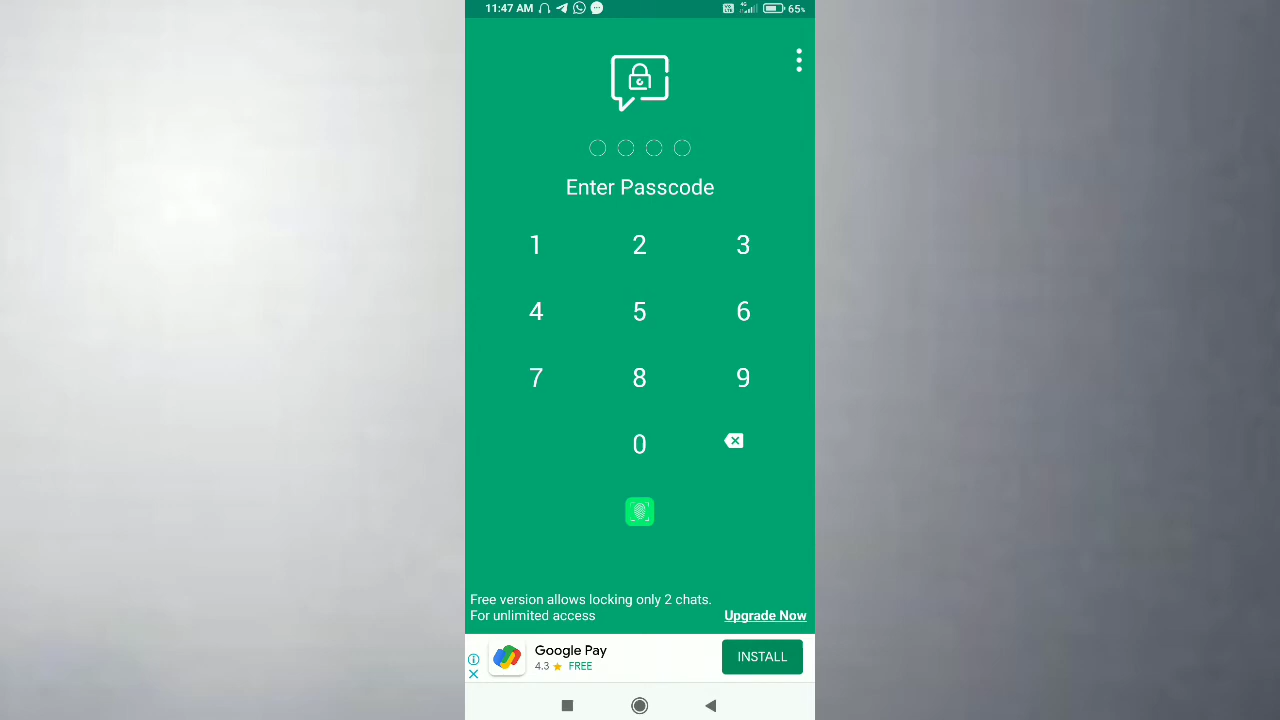 11:47 AM 65%
Enter Passcode
1 2 3
4 5 6
7 8 9
0
Free version allows locking only 2 chats.
For unlimited access Upgrade Now
Google Pay
4.3 FREE
INSTALL